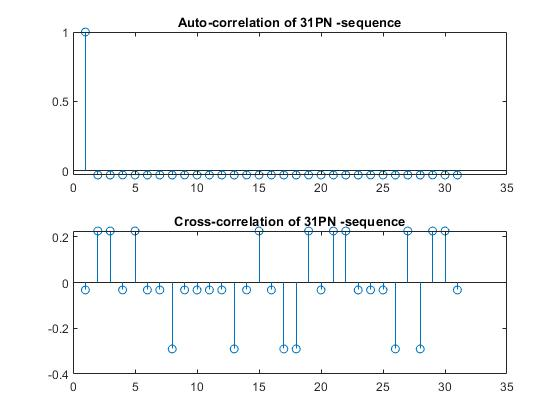 Auto-correlation of 31PN -sequence
1
0.5
0
0 5 10 15 20 25 30 35
Cross-correlation of 31PN -sequence
0.2
0
-0.2
-0.4
0 5 10 15 20 25 30 35